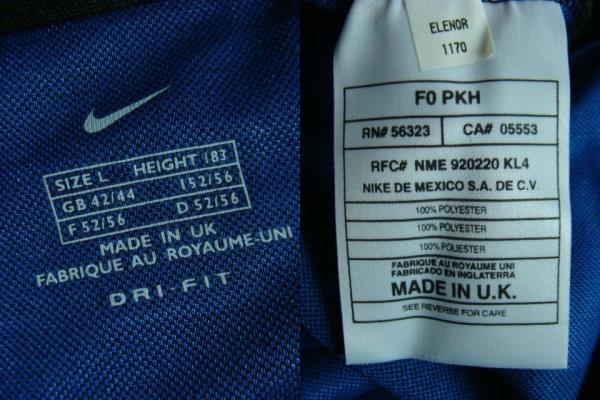 SIZE L HEIGHT 183
GB 42/44 I 52/56
F 52/56 D 52/56
MADE IN UK
FABRIQUE AU ROYAUME-UNI
DRI-FIT
ELENOR
1170
F0 PKH
RN# 56323 CA# 05553
RFC# NME 920220 KL4
NIKE DE MEXICO S.A. DE C.V.
100% POLYESTER
100% POLYESTER
100% POLIESTER
FABRIQUE AU ROYAUME UNI
FABRICADO EN INGLATERRA
MADE IN U.K.
SEE REVERSE FOR CARE